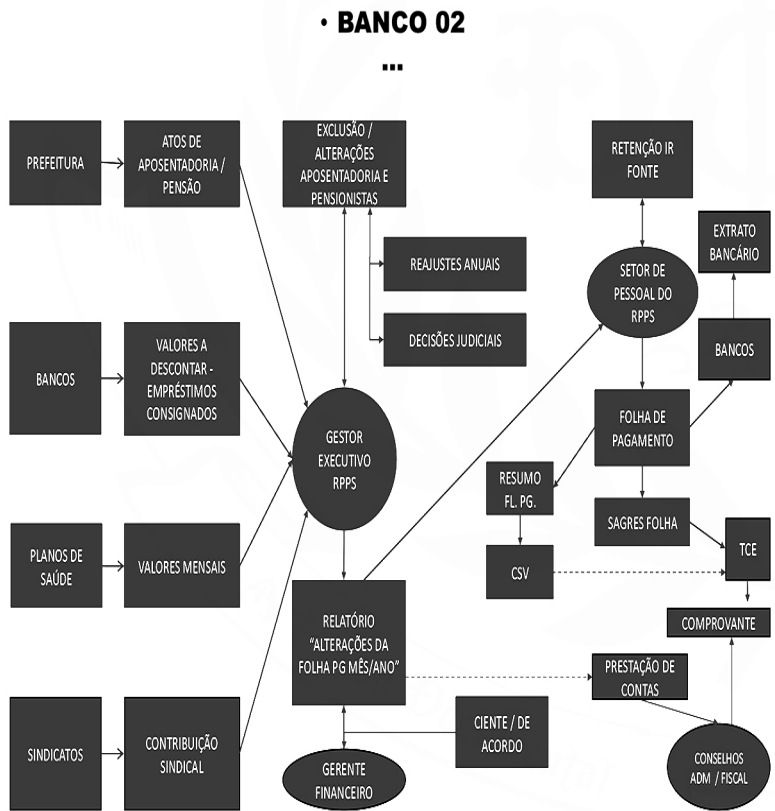 • BANCO 02
...
PREFEITURA
ATOS DE
APOSENTADORIA /
PENSÃO
EXCLUSÃO /
ALTERAÇÕES
APOSENTADORIA E
PENSIONISTAS
RETENÇÃO IR
FONTE
EXTRATO
BANCÁRIO
REAJUSTES ANUAIS
SETOR DE
PESSOAL DO
RPPS
DECISÕES JUDICIAIS
BANCOS
BANCOS
VALORES A
DESCONTAR -
EMPRÉSTIMOS
CONSIGNADOS
GESTOR
EXECUTIVO
RPPS
FOLHA DE
PAGAMENTO
RESUMO
FL. PG.
SAGRES FOLHA
TCE
PLANOS DE
SAÚDE
VALORES MENSAIS
CSV
RELATÓRIO
“ALTERAÇÕES DA
FOLHA PG MÊS/ANO”
COMPROVANTE
PRESTAÇÃO DE
CONTAS
SINDICATOS
CONTRIBUIÇÃO
SINDICAL
CIENTE / DE
ACORDO
GERENTE
FINANCEIRO
CONSELHOS
ADM / FISCAL